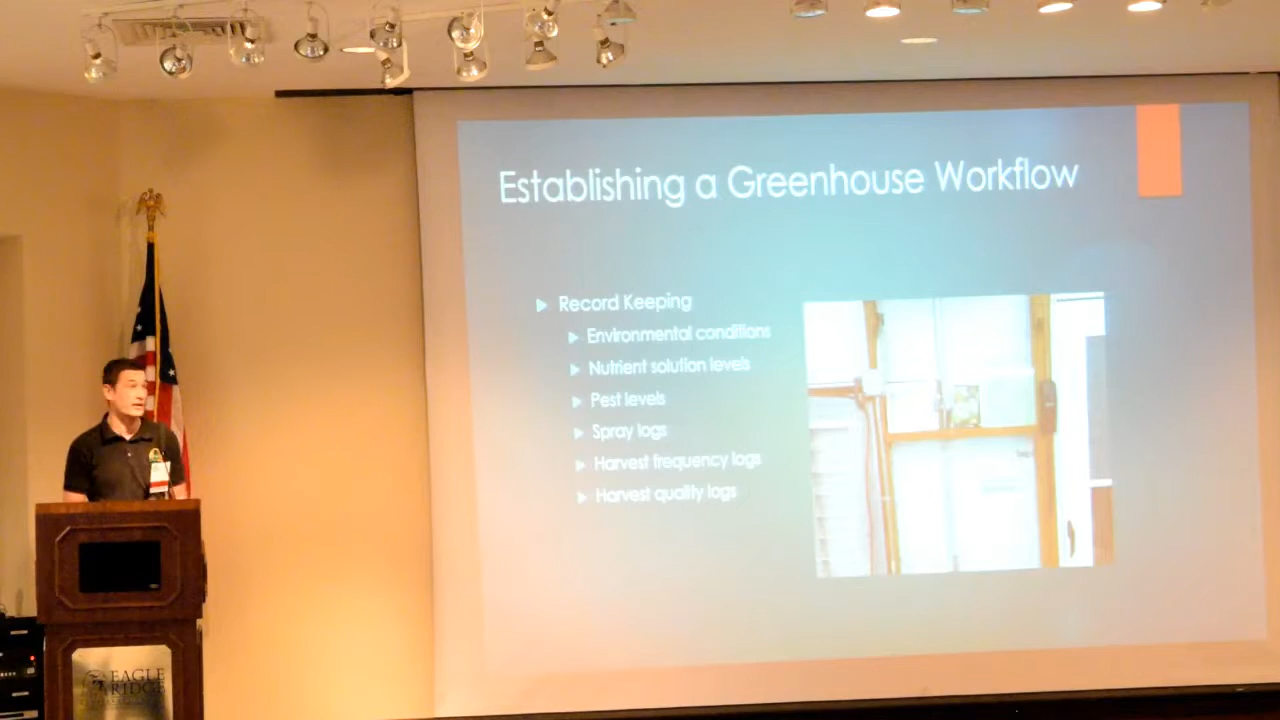 Establishing a Greenhouse Workflow
Record Keeping
Environmental conditions
Nutrient solution levels
Pest levels
Spray logs
Harvest frequency logs
Harvest quality logs
EAGLE
RIDGE